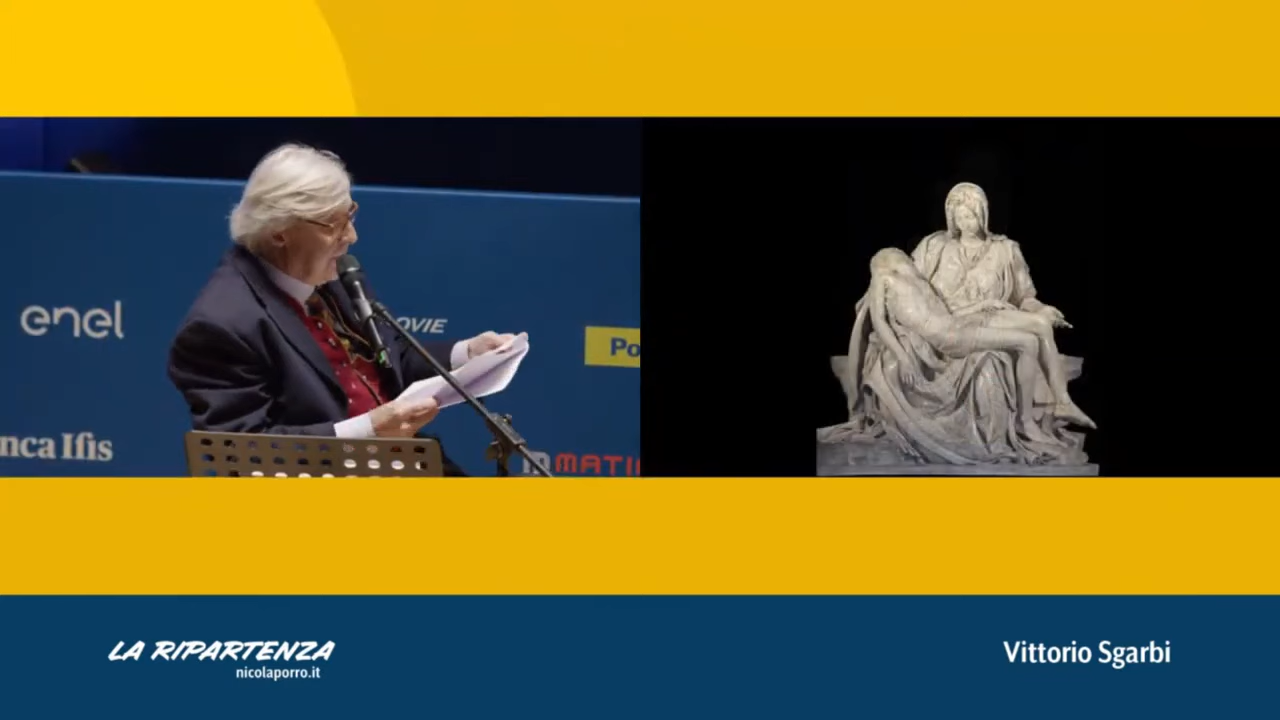 enel
OVIE
Po
nca Ifis
MATI
LA RIPARTENZA
nicolaporro.it
Vittorio Sgarbi